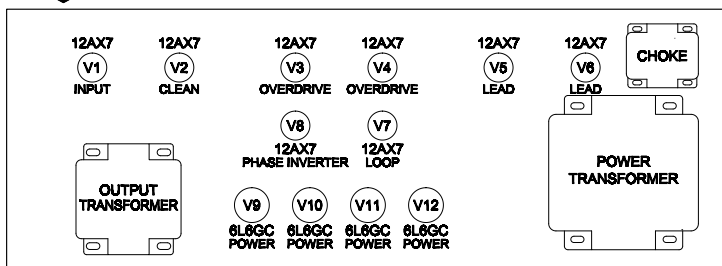 12AX7 12AX7 12AX7 12AX7 12AX7 12AX7
V1 V2 V3 V4 V5 V6 CHOKE
INPUT CLEAN OVERDRIVE OVERDRIVE LEAD LEAD
V8 V7
12AX7 12AX7
PHASE INVERTER LOOP
POWER
TRANSFORMER
OUTPUT
TRANSFORMER
V9 V10 V11 V12
6L6GC 6L6GC 6L6GC 6L6GC
POWER POWER POWER POWER